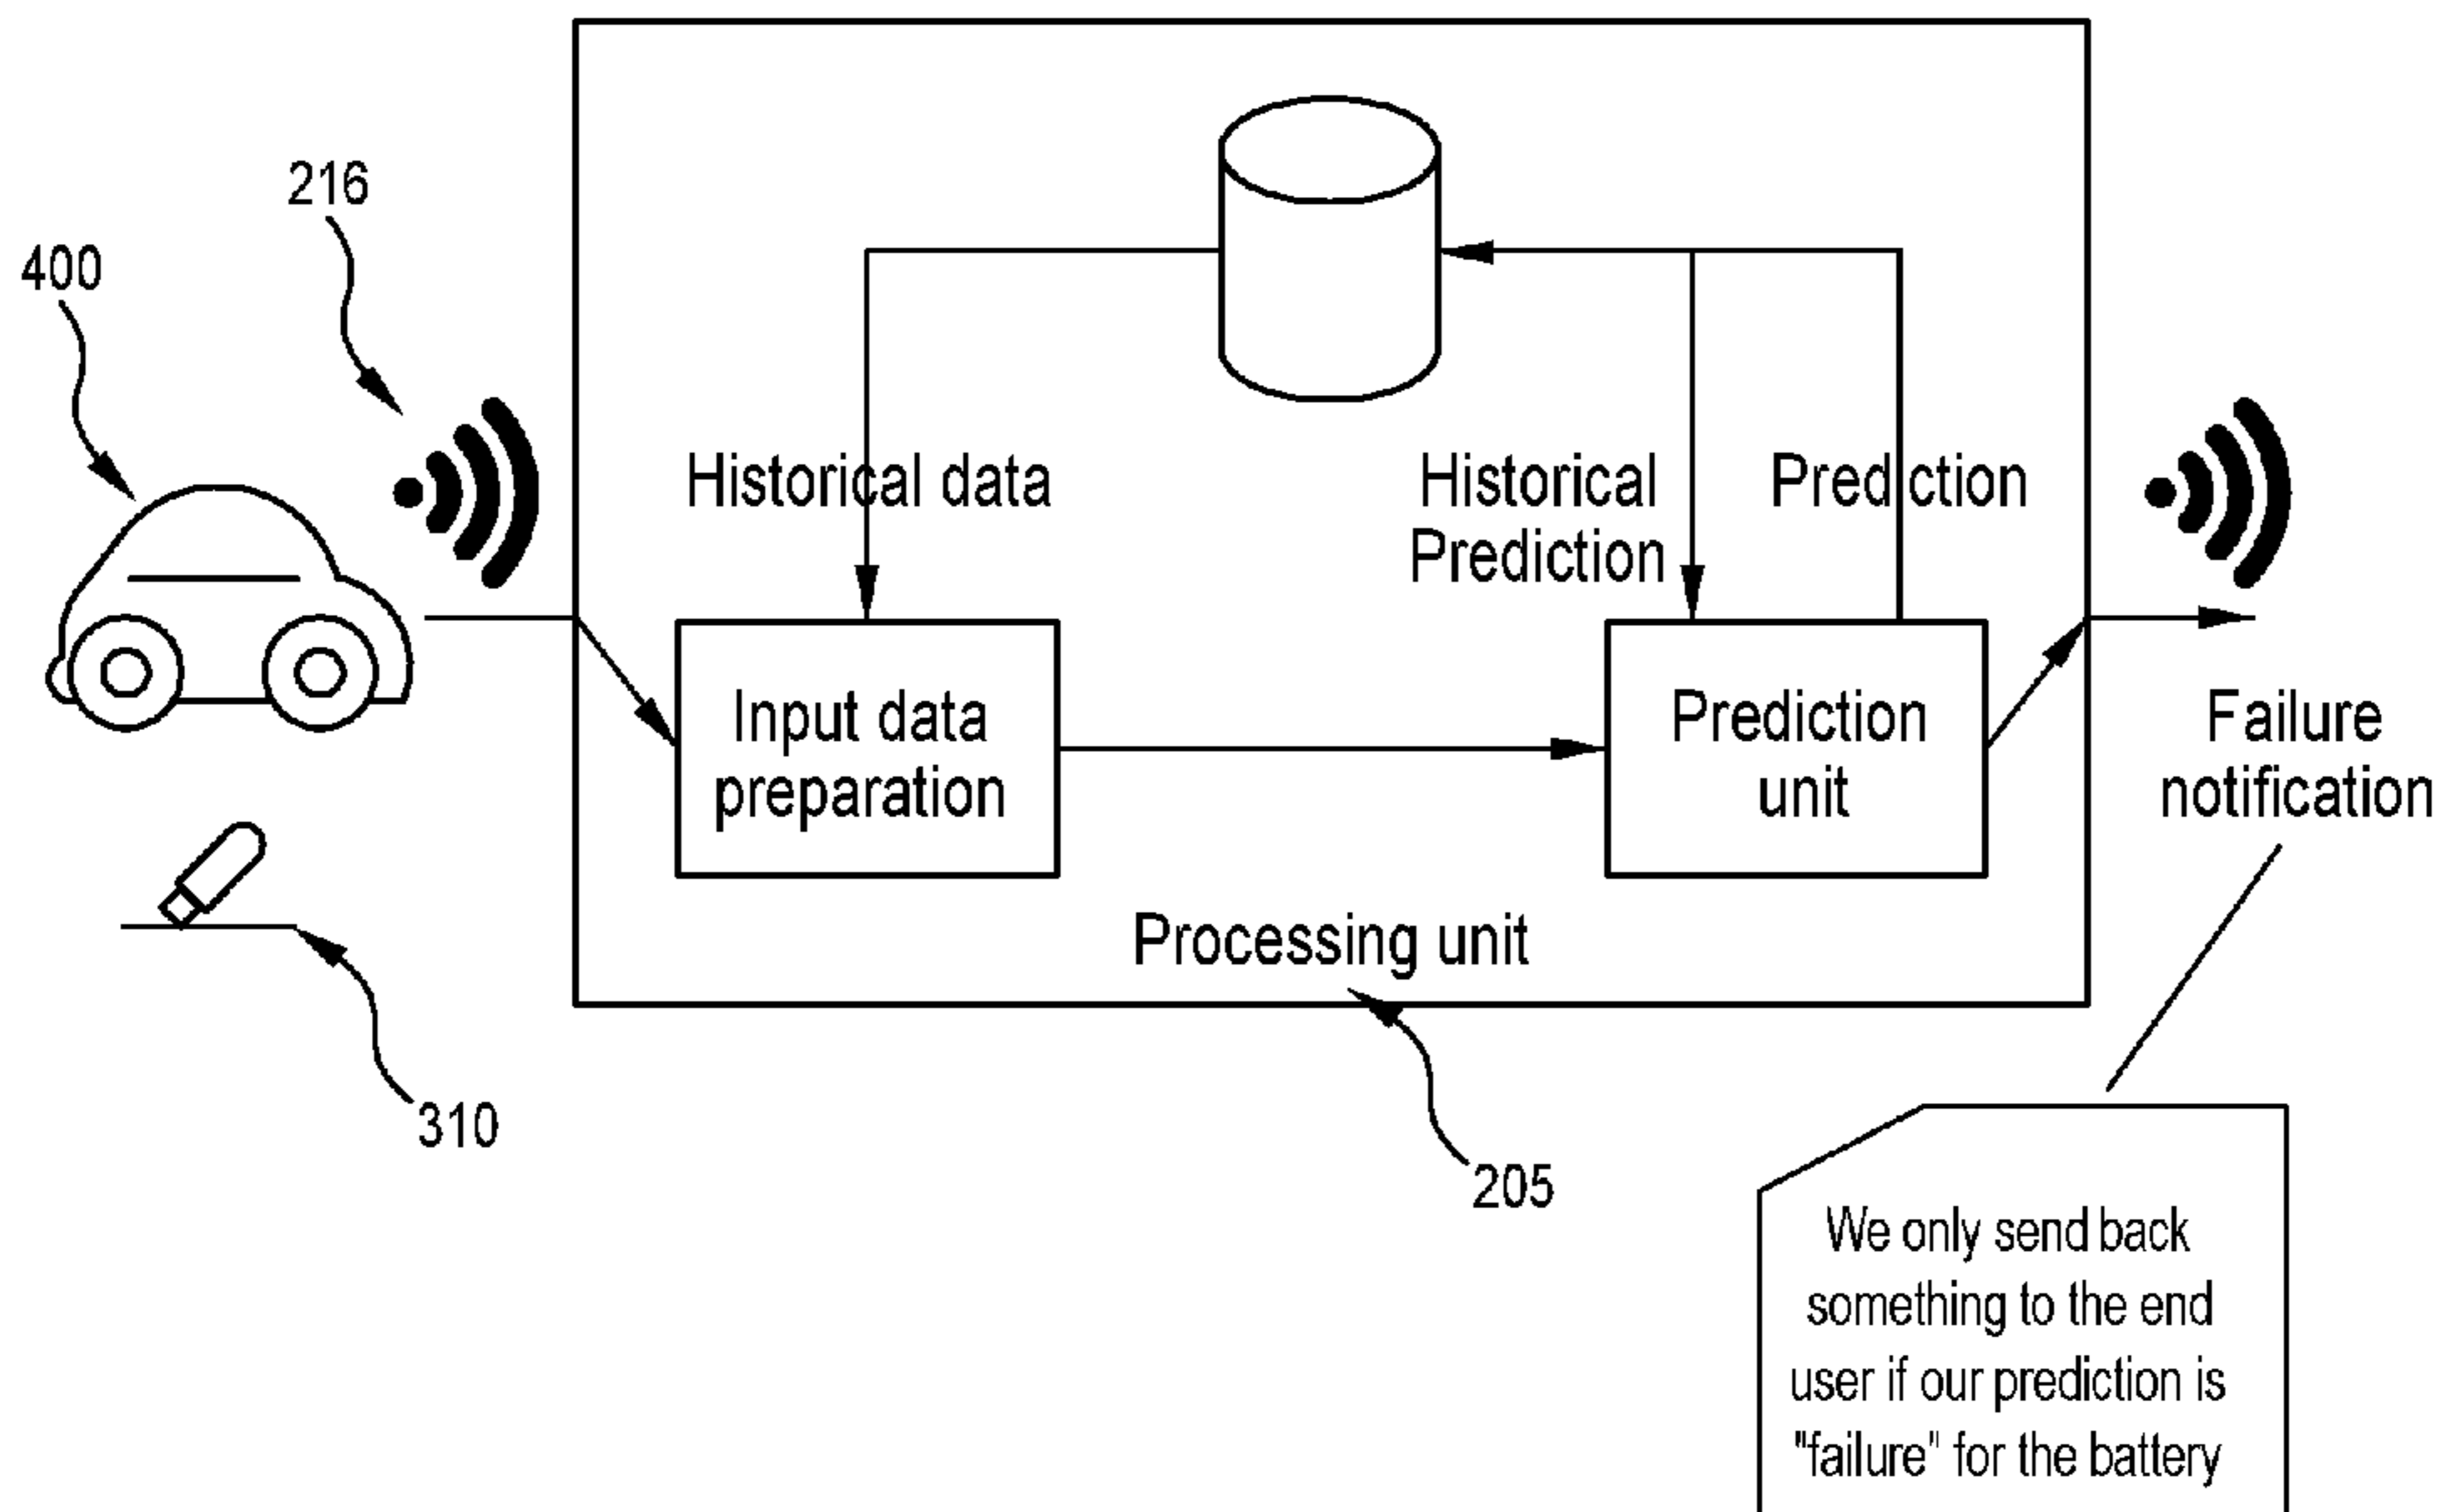 216
400
Historical data
Historical
Prediction
Prediction
Input data
preparation
Prediction
unit
Failure
notification
Processing unit
310
205
We only send back
something to the end
user if our prediction is
"failure" for the battery